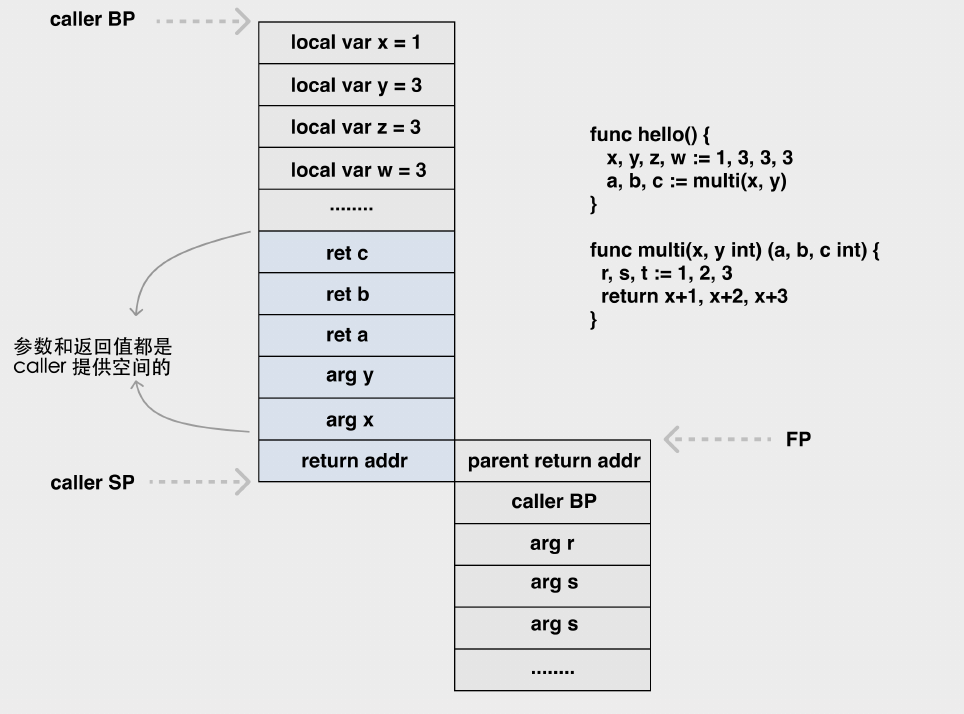 caller BP
local var x = 1
local var y = 3
local var z = 3
local var w = 3
........
ret c
ret b
ret a
arg y
arg x
return addr
参数和返回值都是
caller 提供空间的
caller SP
func hello() {
x, y, z, w := 1, 3, 3, 3
a, b, c := multi(x, y)
}
func multi(x, y int) (a, b, c int) {
r, s, t := 1, 2, 3
return x+1, x+2, x+3
}
FP
parent return addr
caller BP
arg r
arg s
arg s
........